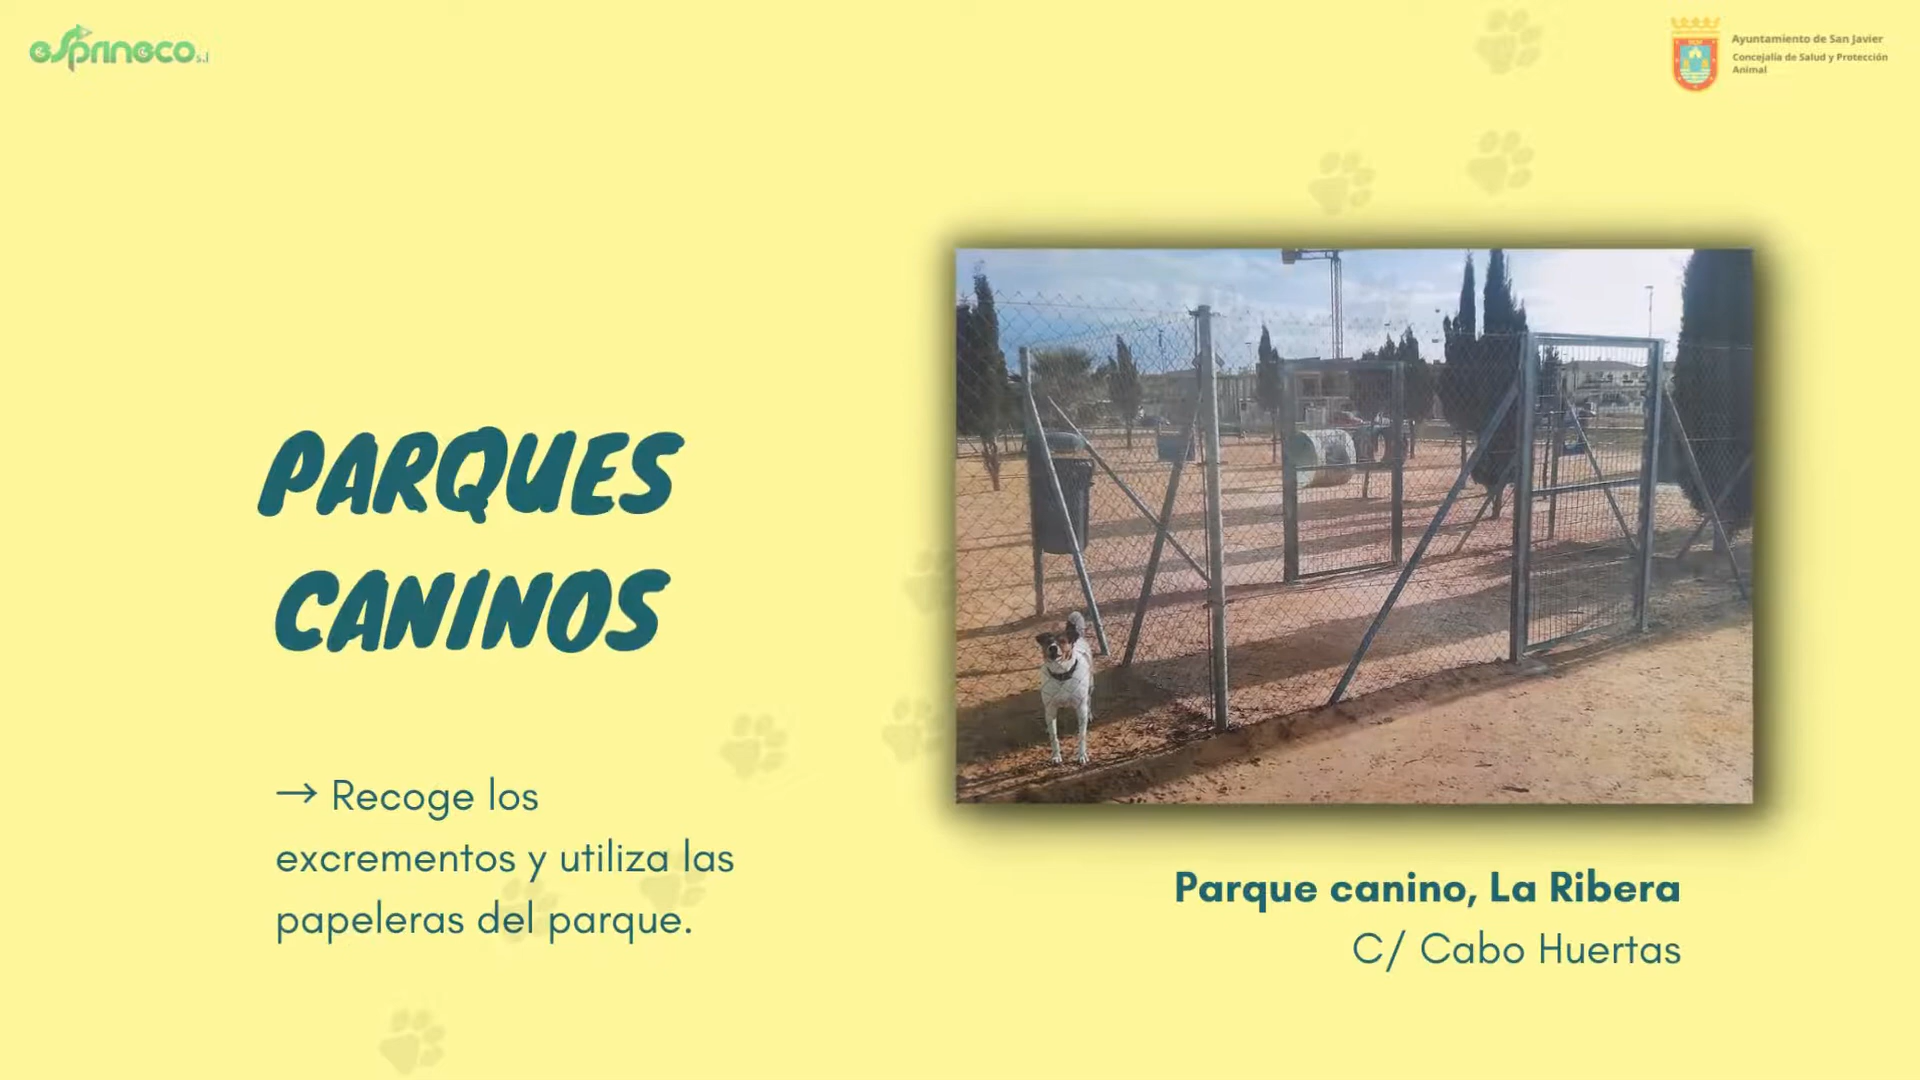 esprineco s.l
Ayuntamiento de San Javier
Concejalía de Salud y Protección
Animal
PARQUES
CANINOS
→ Recoge los
excrementos y utiliza las
papeleras del parque.
Parque canino, La Ribera
C/ Cabo Huertas